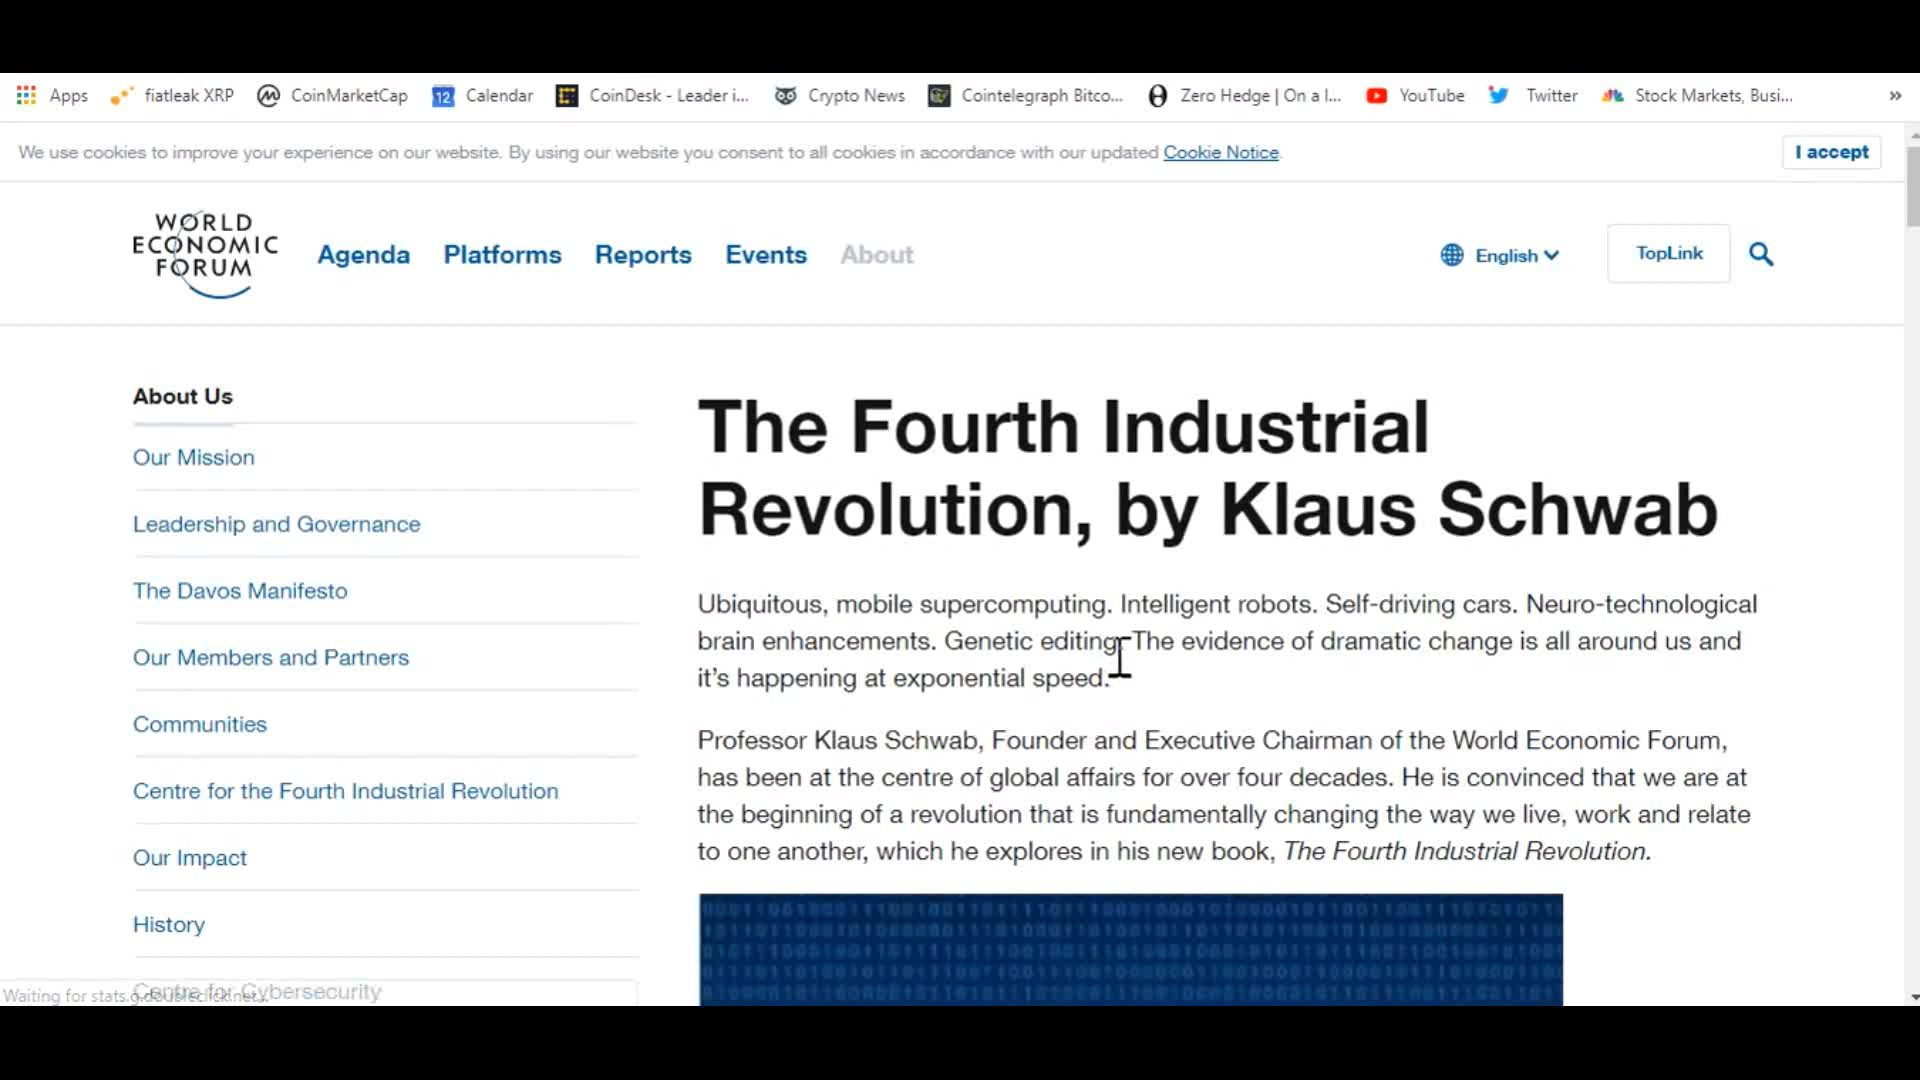 Apps fiatleak XRP CoinMarketCap 12 Calendar CoinDesk - Leader i... Crypto News Cointelegraph Bitco... Zero Hedge | On a l... YouTube Twitter Stock Markets, Busi... »
We use cookies to improve your experience on our website. By using our website you consent to all cookies in accordance with our updated Cookie Notice.
I accept
WORLD
ECONOMIC
FORUM
Agenda Platforms Reports Events About
English
TopLink
About Us
Our Mission
Leadership and Governance
The Davos Manifesto
Our Members and Partners
Communities
Centre for the Fourth Industrial Revolution
Our Impact
History
Centre for Cybersecurity
Waiting for stats.g.doubleclick.net...
The Fourth Industrial
Revolution, by Klaus Schwab
Ubiquitous, mobile supercomputing. Intelligent robots. Self-driving cars. Neuro-technological
brain enhancements. Genetic editing. The evidence of dramatic change is all around us and
it's happening at exponential speed.
Professor Klaus Schwab, Founder and Executive Chairman of the World Economic Forum,
has been at the centre of global affairs for over four decades. He is convinced that we are at
the beginning of a revolution that is fundamentally changing the way we live, work and relate
to one another, which he explores in his new book, The Fourth Industrial Revolution.